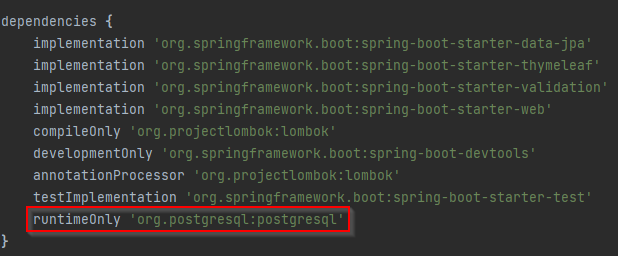 dependencies {
implementation 'org.springframework.boot:spring-boot-starter-data-jpa'
implementation 'org.springframework.boot:spring-boot-starter-thymeleaf'
implementation 'org.springframework.boot:spring-boot-starter-validation'
implementation 'org.springframework.boot:spring-boot-starter-web'
compileOnly 'org.projectlombok:lombok'
developmentOnly 'org.springframework.boot:spring-boot-devtools'
annotationProcessor 'org.projectlombok:lombok'
testImplementation 'org.springframework.boot:spring-boot-starter-test'
runtimeOnly 'org.postgresql:postgresql'
}